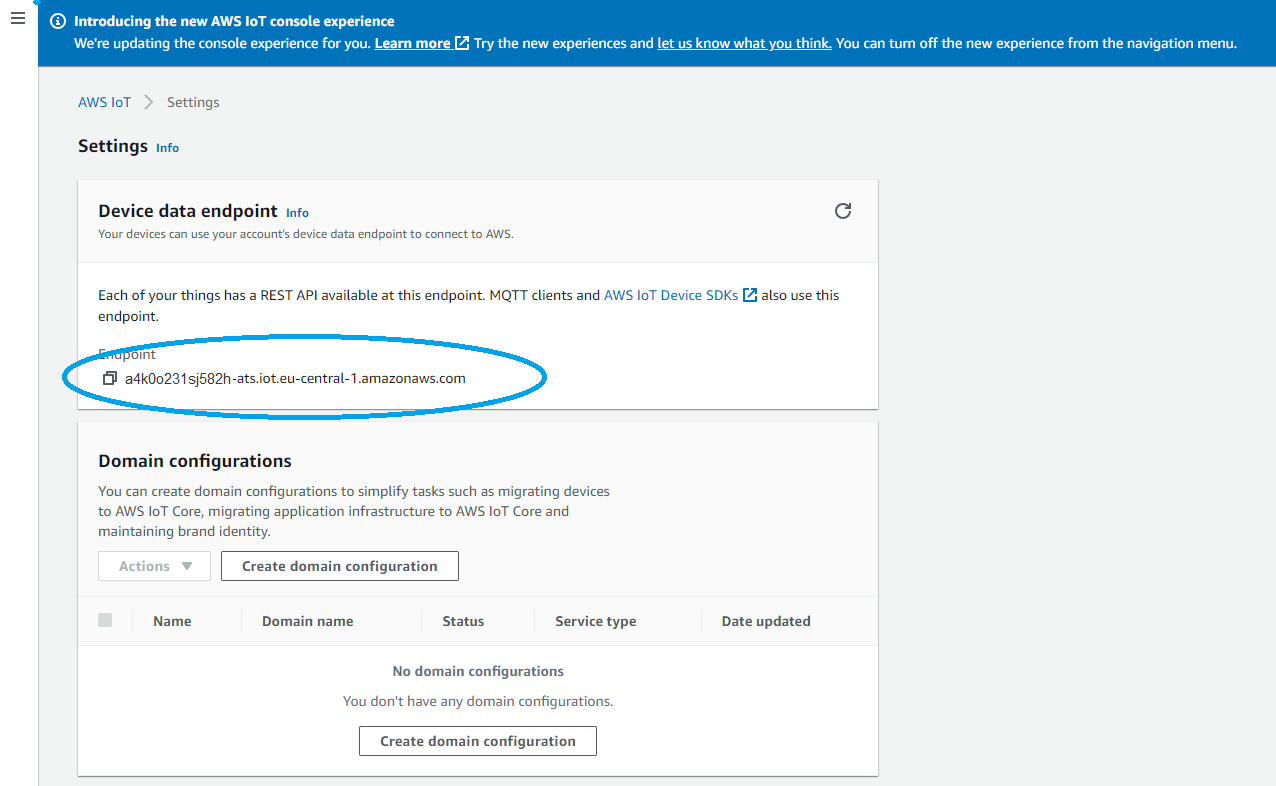 Introducing the new AWS IoT console experience
We're updating the console experience for you. Learn more Try the new experiences and let us know what you think. You can turn off the new experience from the navigation menu.
AWS IoT Settings
Settings Info
Device data endpoint Info
Your devices can use your account's device data endpoint to connect to AWS.
Each of your things has a REST API available at this endpoint. MQTT clients and AWS IoT Device SDKs also use this
endpoint.
Endpoint
a4k0o231sj582h-ats.iot.eu-central-1.amazonaws.com
Domain configurations
You can create domain configurations to simplify tasks such as migrating devices
to AWS IoT Core, migrating application infrastructure to AWS IoT Core and
maintaining brand identity.
Actions Create domain configuration
Name Domain name Status Service type Date updated
No domain configurations
You don't have any domain configurations.
Create domain configuration